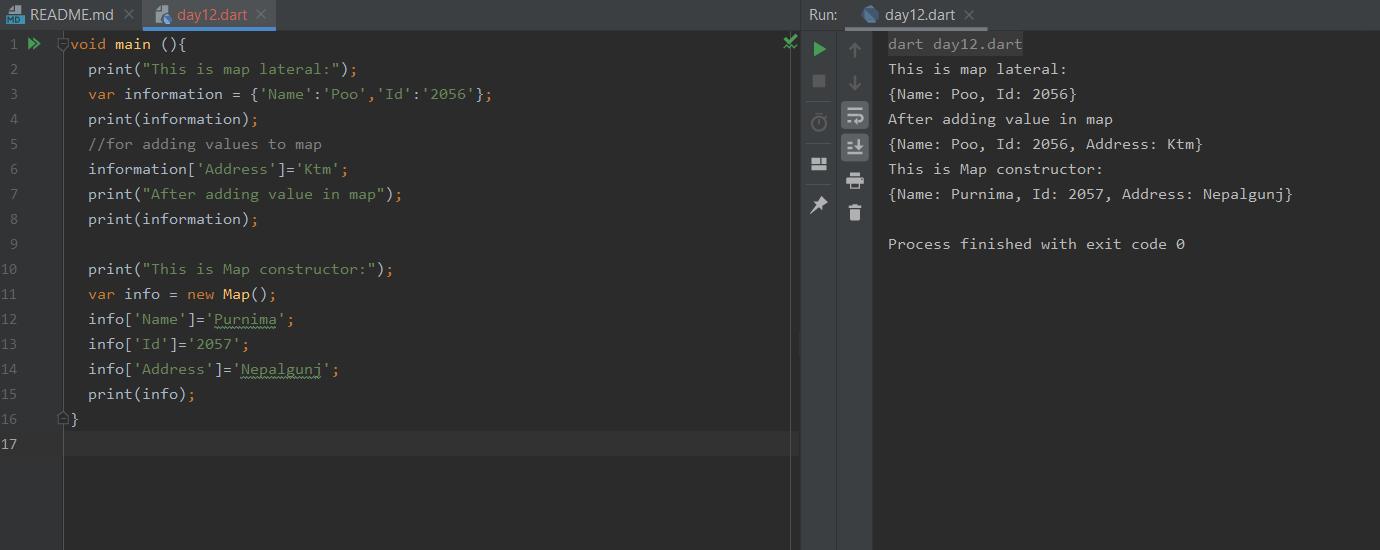 README.md day12.dart
1 void main (){
2 print("This is map lateral:");
3 var information = {'Name':'Poo','Id':'2056'};
4 print(information);
5 //for adding values to map
6 information['Address']='Ktm';
7 print("After adding value in map");
8 print(information);
9
10 print("This is Map constructor:");
11 var info = new Map();
12 info['Name']='Purnima';
13 info['Id']='2057';
14 info['Address']='Nepalgunj';
15 print(info);
16 }
17
Run: day12.dart
dart day12.dart
This is map lateral:
{Name: Poo, Id: 2056}
After adding value in map
{Name: Poo, Id: 2056, Address: Ktm}
This is Map constructor:
{Name: Purnima, Id: 2057, Address: Nepalgunj}
Process finished with exit code 0